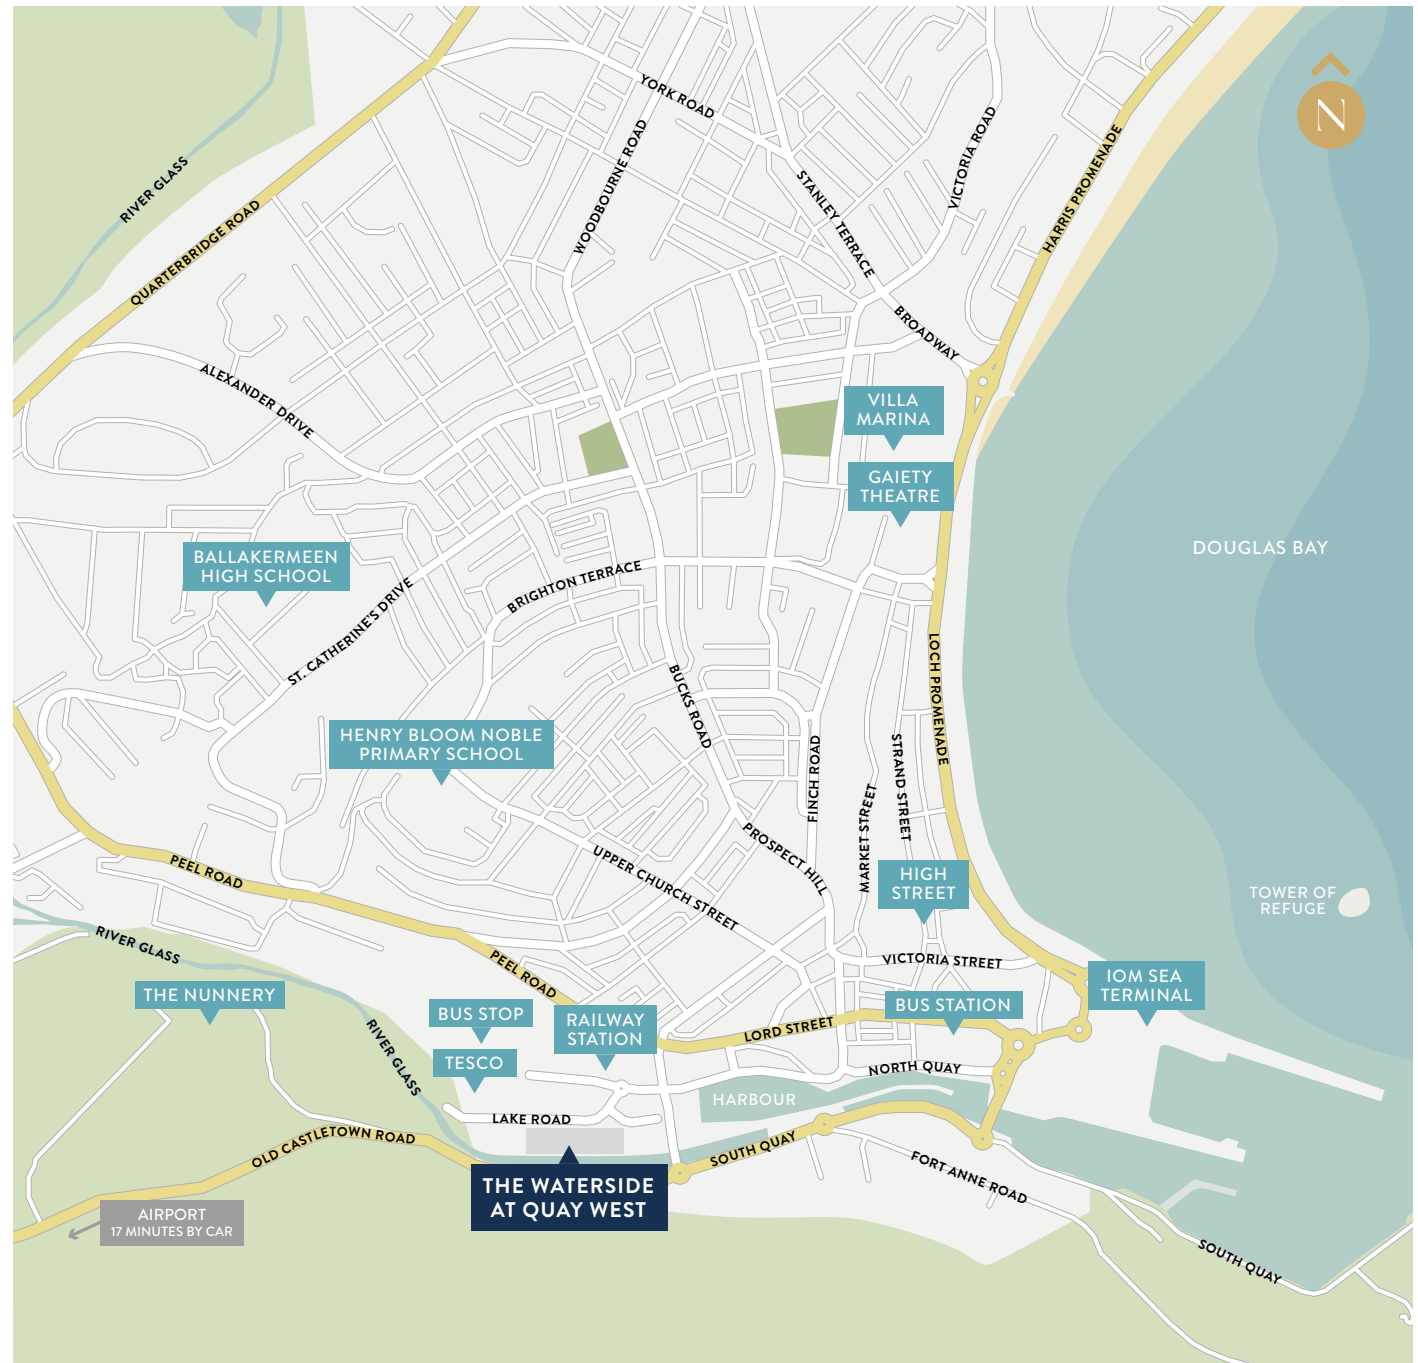 YORK ROAD
N
WOODBOURNE ROAD
VICTORIA ROAD
HARRIS PROMENADE
RIVER GLASS
STANLEY TERRACE
QUARTERBRIDGE ROAD
BROADWAY
ALEXANDER DRIVE
VILLA
MARINA
GAIETY
THEATRE
DOUGLAS BAY
BALLAKERMEEN
HIGH SCHOOL
BRIGHTON TERRACE
ST. CATHERINE'S DRIVE
LOCH PROMENADE
BUCKS ROAD
HENRY BLOOM NOBLE
PRIMARY SCHOOL
FINCH ROAD
STRAND STREET
MARKET STREET
PROSPECT HILL
PEEL ROAD
UPPER CHURCH STREET
HIGH
STREET
TOWER OF
REFUGE
RIVER GLASS
VICTORIA STREET
PEEL ROAD
IOM SEA
TERMINAL
THE NUNNERY
BUS STATION
BUS STOP
RAILWAY
STATION
LORD STREET
RIVER GLASS
TESCO
NORTH QUAY
HARBOUR
LAKE ROAD
OLD CASTLETOWN ROAD
SOUTH QUAY
FORT ANNE ROAD
THE WATERSIDE
AT QUAY WEST
AIRPORT
17 MINUTES BY CAR
SOUTH QUAY